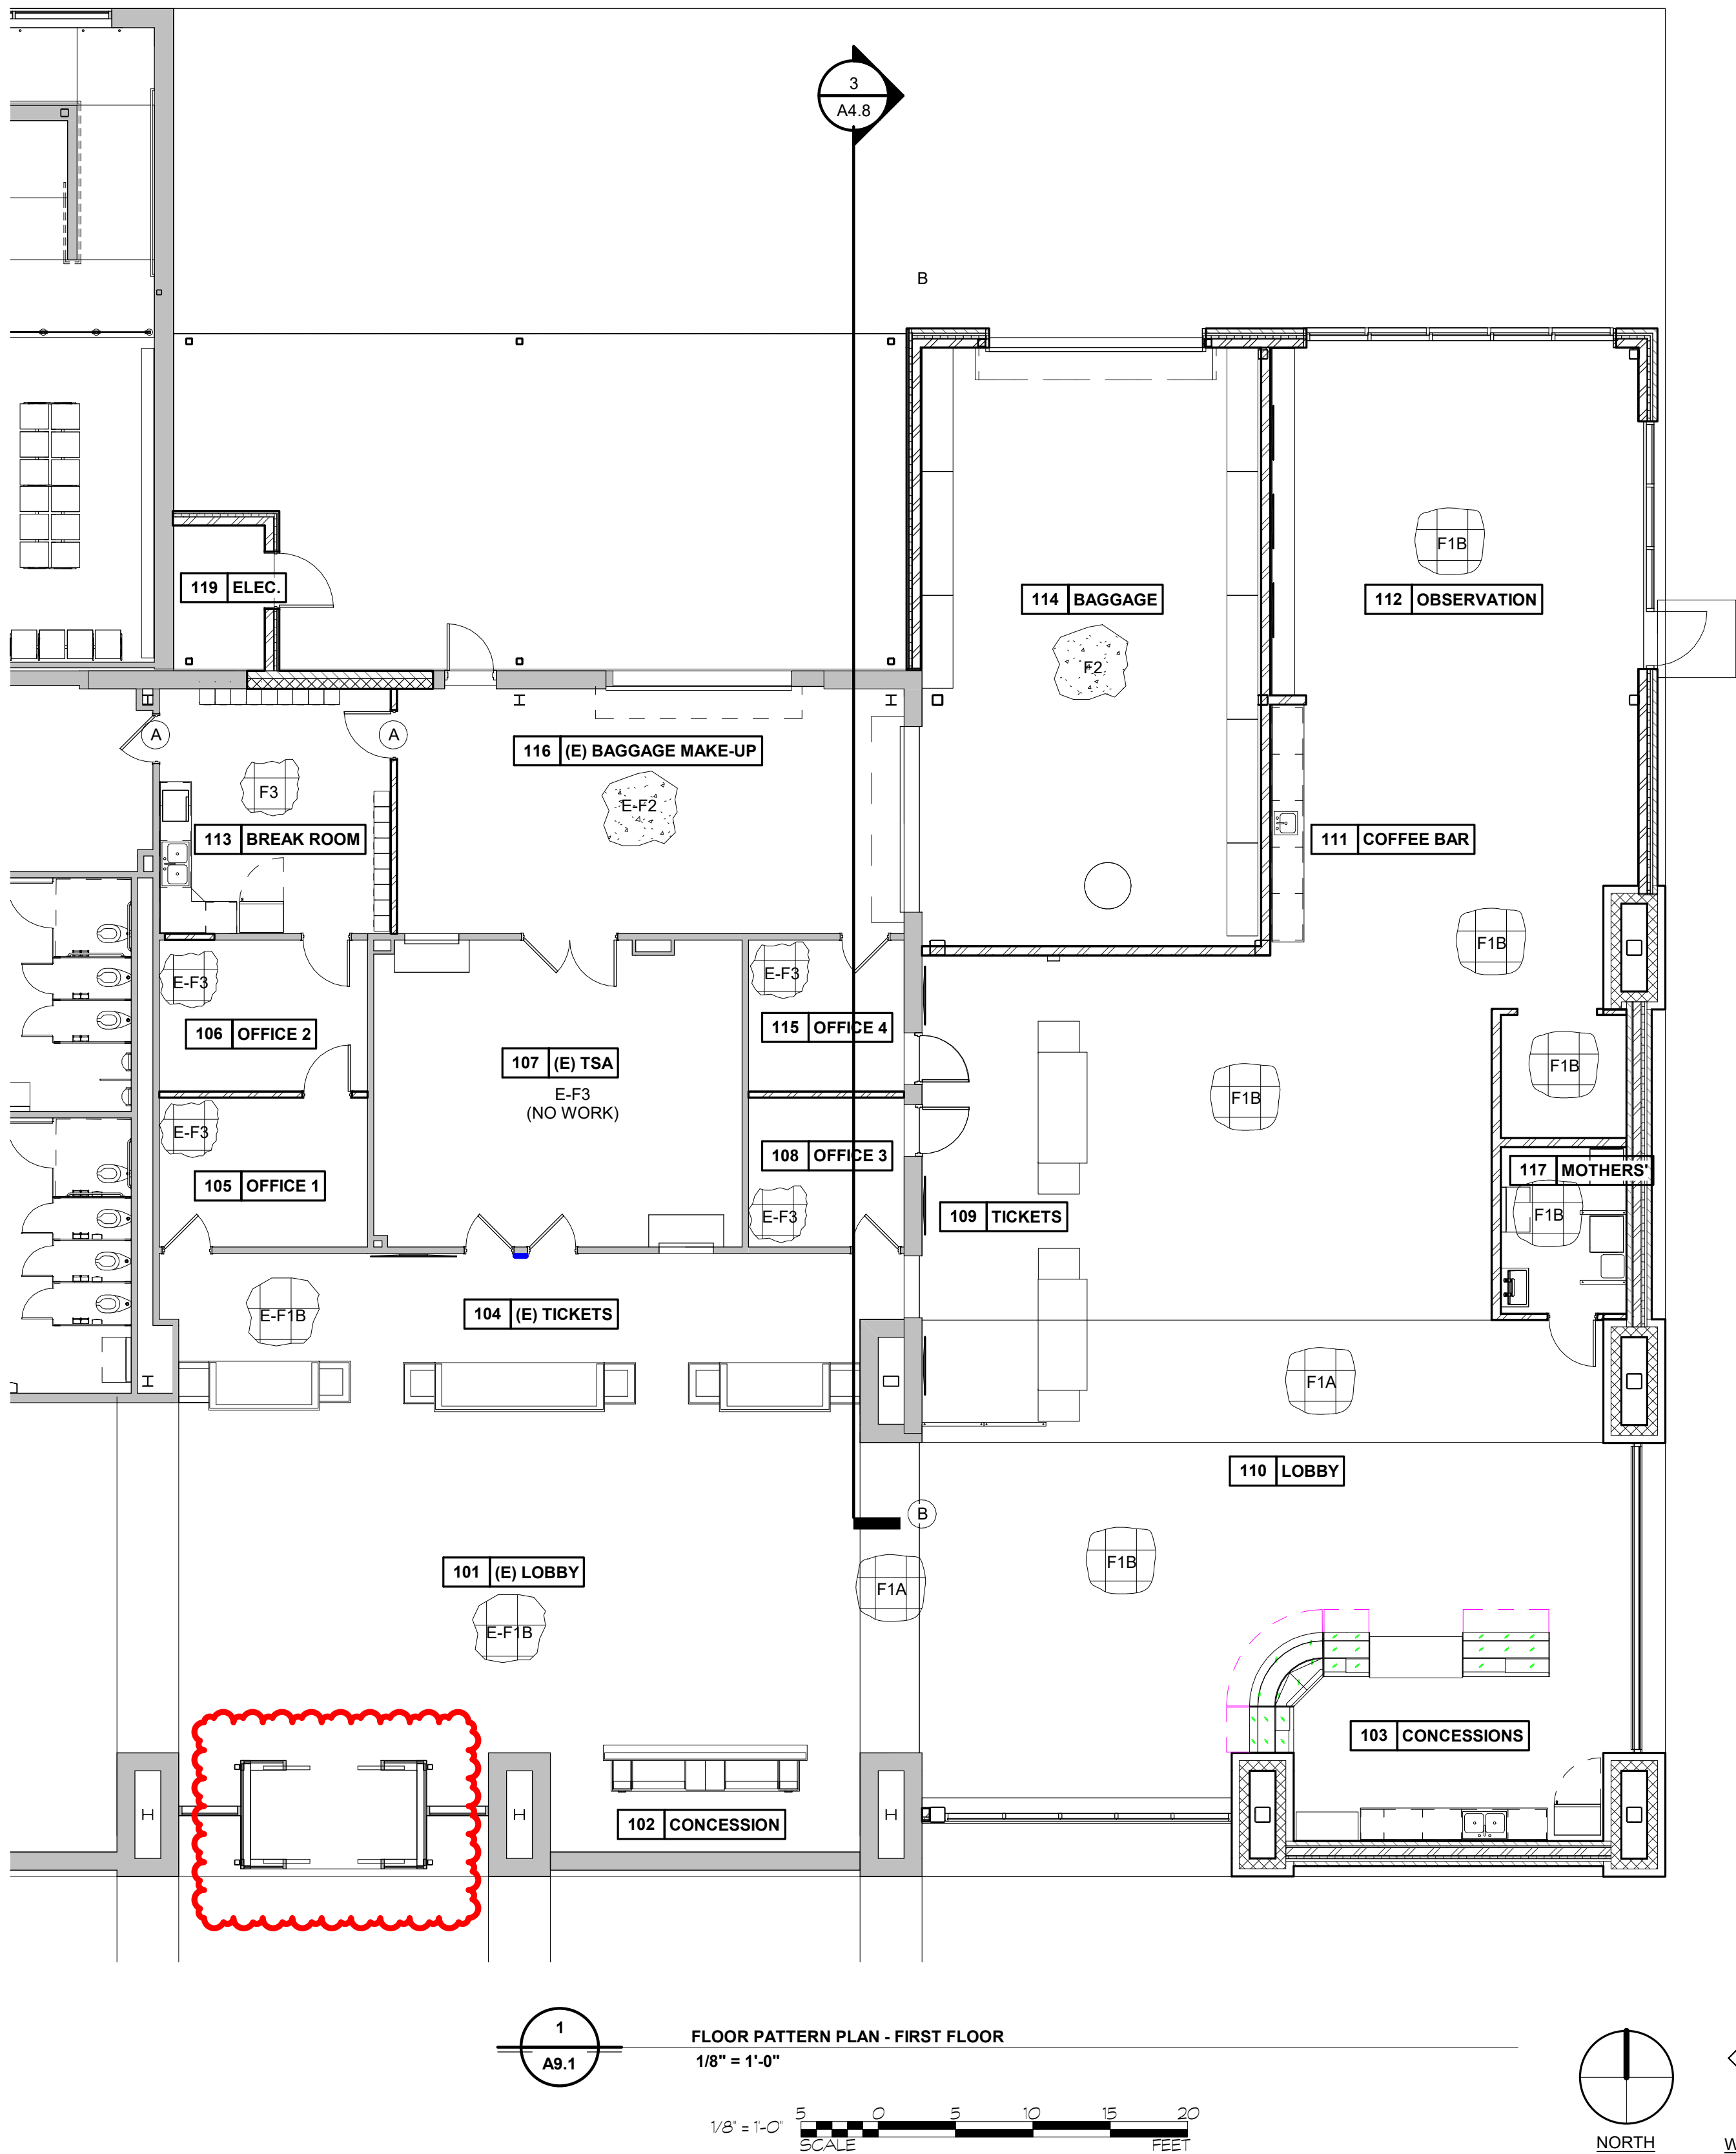 3
A4.8
B
119 ELEC.
114 BAGGAGE
112 OBSERVATION
F1B
F2
A
A
116 (E) BAGGAGE MAKE-UP
E-F2
F3
113 BREAK ROOM
111 COFFEE BAR
F1B
E-F3
E-F3
106 OFFICE 2
115 OFFICE 4
107 (E) TSA
E-F3
(NO WORK)
F1B
F1B
E-F3
105 OFFICE 1
108 OFFICE 3
E-F3
117 MOTHERS'
F1B
109 TICKETS
E-F1B
104 (E) TICKETS
F1A
110 LOBBY
B
101 (E) LOBBY
F1A
F1B
E-F1B
103 CONCESSIONS
102 CONCESSION
1
A9.1
FLOOR PATTERN PLAN - FIRST FLOOR
1/8" = 1'-0"
1/8" = 1'-0"
5 0 5 10 15 20
SCALE FEET
NORTH
W